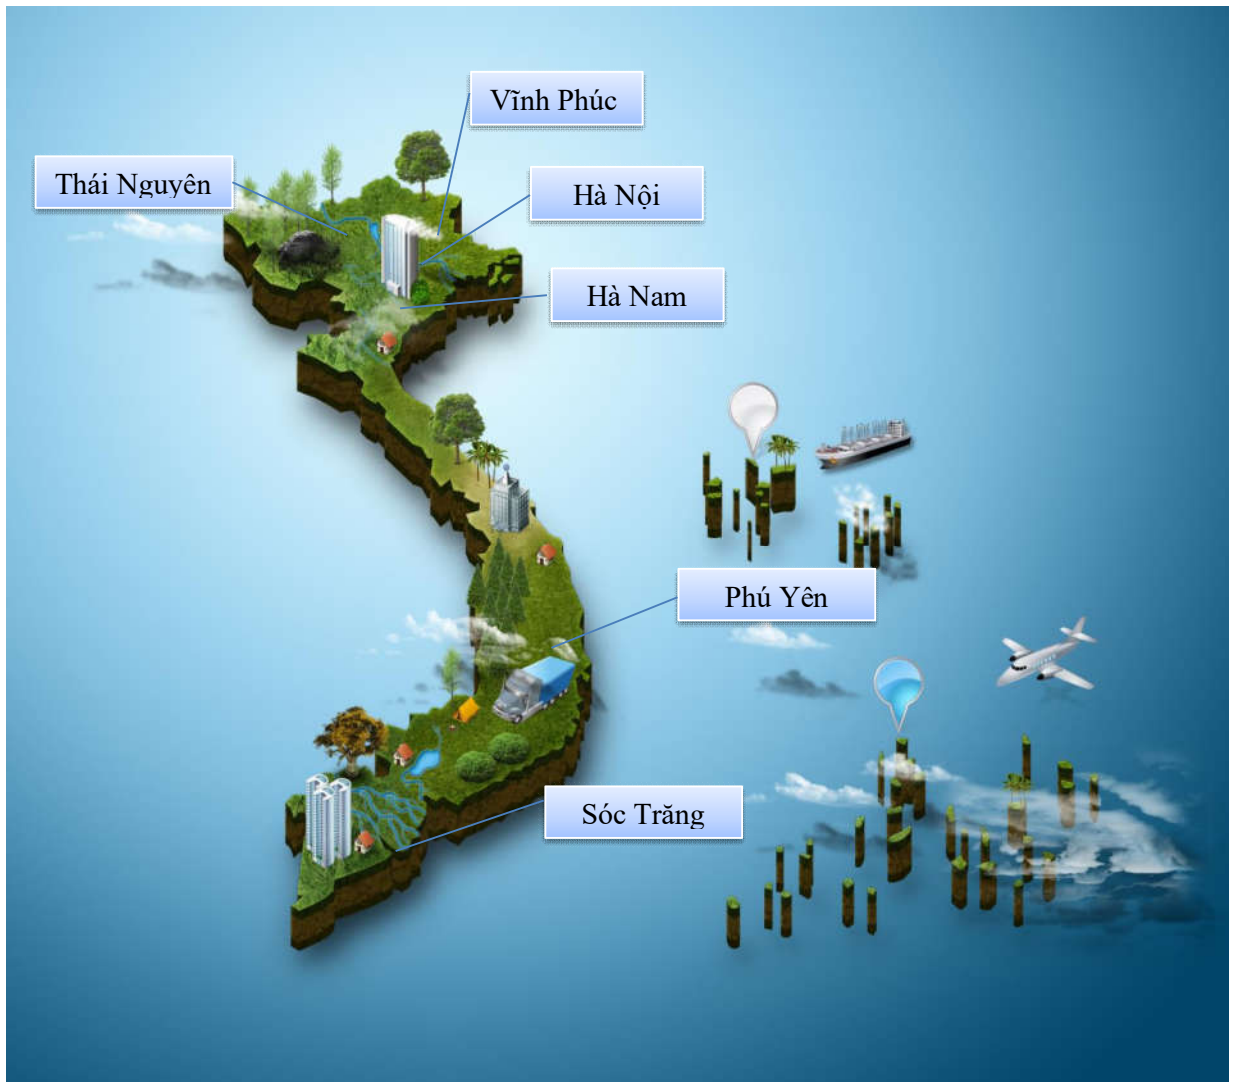 Vĩnh Phúc
Thái Nguyên
Hà Nội
Hà Nam
Phú Yên
Sóc Trăng